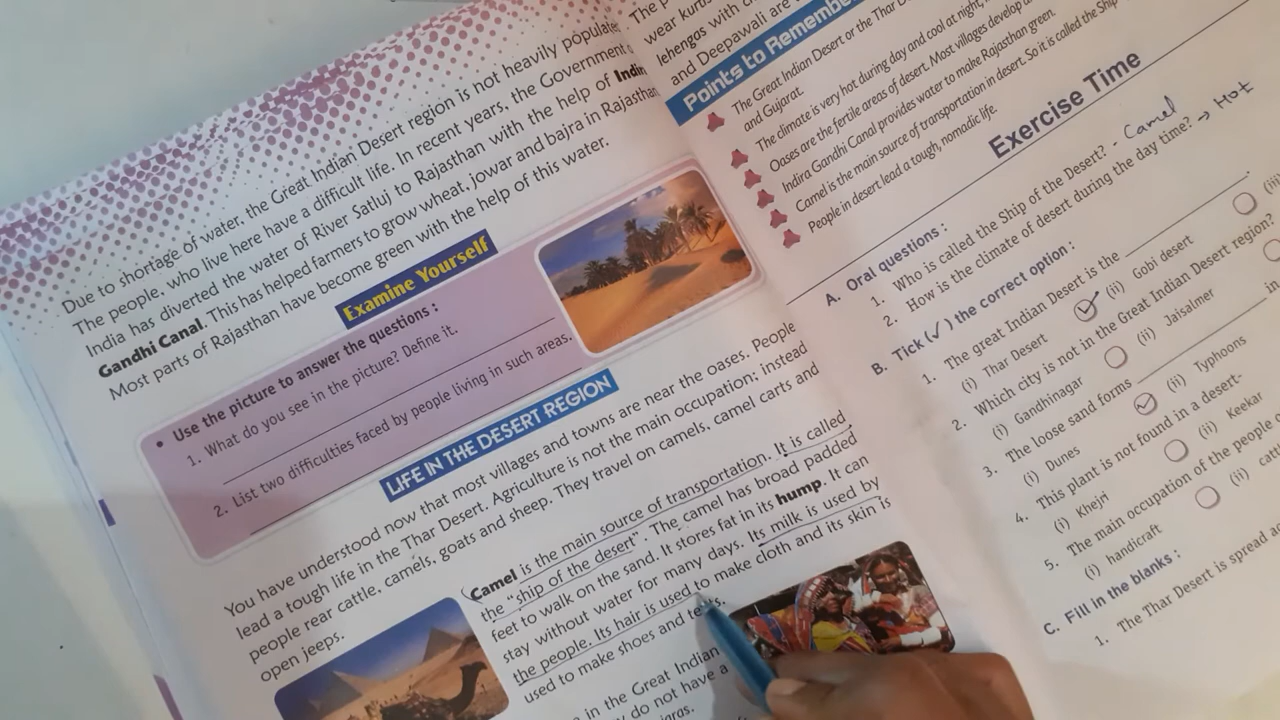 Due to shortage of water, the Great Indian Desert region is not heavily populate
The people, who live here have a difficult life. In recent years, the Government
India has diverted the water of River Satluj to Rajasthan with the help of Indir
Gandhi Canal. This has helped farmers to grow wheat, jowar and bajra in Rajasthan
Most parts of Rajasthan have become green with the help of this water.
Examine Yourself
• Use the picture to answer the questions :
1. What do you see in the picture? Define it.
2. List two difficulties faced by people living in such areas.
LIFE IN THE DESERT REGION
You have understood now that most villages and towns are near the oases. People
lead a tough life in the Thar Desert. Agriculture is not the main occupation; instead
people rear cattle, camels, goats and sheep. They travel on camels, camel carts and
open jeeps.
Camel is the main source of transportation. It is called
the "ship of the desert". The camel has broad padded
feet to walk on the sand. It stores fat in its hump. It can
stay without water for many days. Its milk is used by
the people. Its hair is used to make cloth and its skin is
used to make shoes and
in the Great Indian
do not have a
The p
wear kurt
lehengas with
and Deepawali are
Points to Remembe
The Great Indian Desert or the Thar D
and Gujarat.
The climate is very hot during day and cool at night,
Oases are the fertile areas of desert. Most villages develop
Indira Gandhi Canal provides water to make Rajasthan green.
Camel is the main source of transportation in desert. So it is called the Ship
People in desert lead a tough, nomadic life.
Exercise Time
A. Oral questions :
1. Who is called the Ship of the Desert? - Camel
2. How is the climate of desert during the day time? → Hot
B. Tick (✓) the correct option :
1. The great Indian Desert is the
(i) Thar Desert ✓ (ii) Gobi desert
2. Which city is not in the Great Indian Desert region?
(i) Gandhinagar (ii) Jaisalmer
3. The loose sand forms in
(i) Dunes ✓ (ii) Typhoons
4. This plant is not found in a desert-
(i) Khejri (ii) Keekar
5. The main occupation of the people
(i) handicraft (ii) catt
C. Fill in the blanks :
1. The Thar Desert is spread a